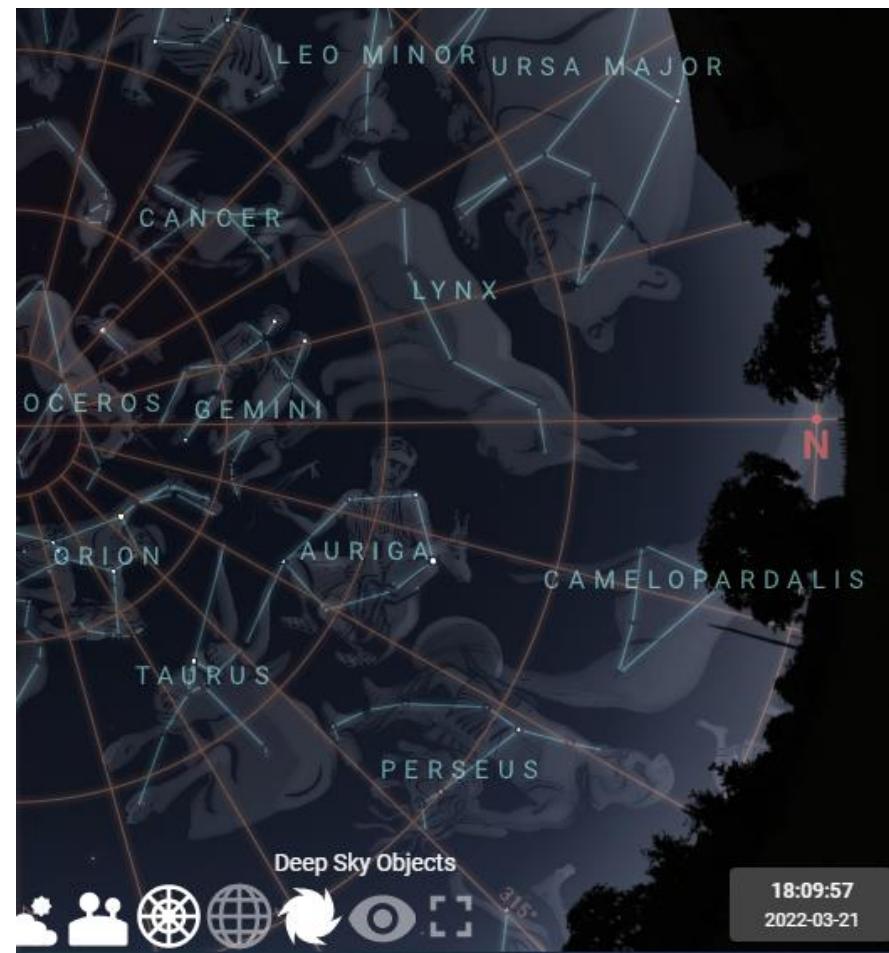 LEO MINOR
URSA MAJOR
CANCER
LYNX
OCEROS
GEMINI
N
ORION
AURIGA
CAMELOPARDALIS
TAURUS
PERSEUS
Deep Sky Objects
315°
18:09:57
2022-03-21